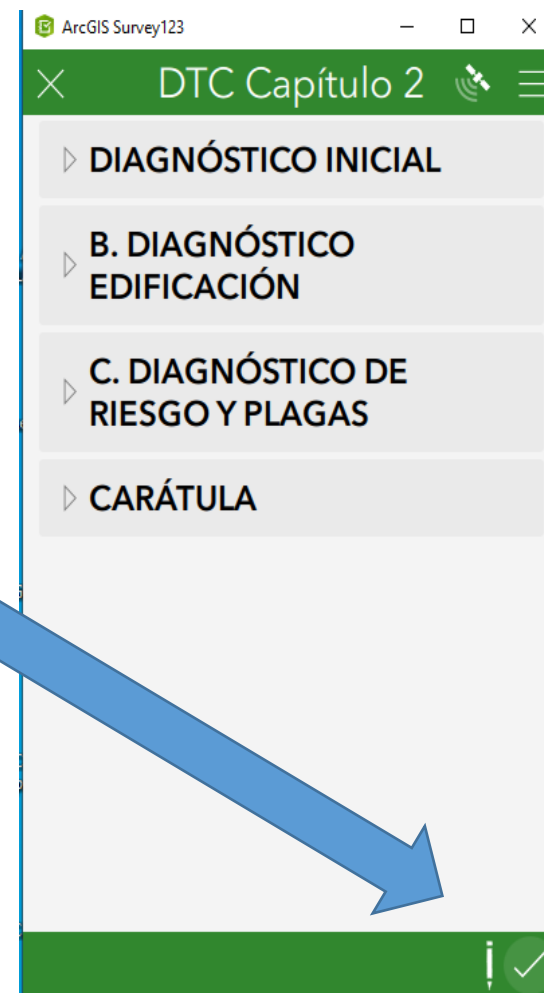 ArcGIS Survey123
DTC Capítulo 2
DIAGNÓSTICO INICIAL
B. DIAGNÓSTICO
EDIFICACIÓN
C. DIAGNÓSTICO DE
RIESGO Y PLAGAS
CARÁTULA